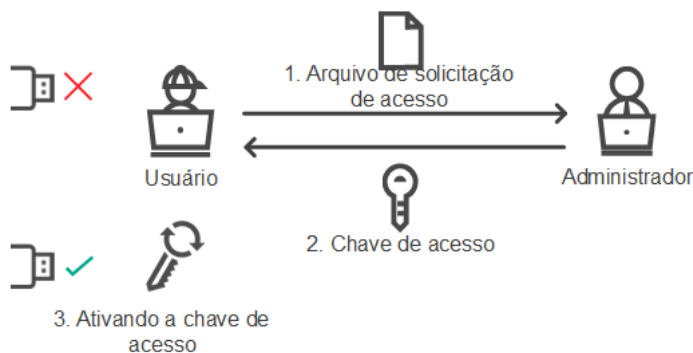 1. Arquivo de solicitação
de acesso
Usuário
Administrador
2. Chave de acesso
3. Ativando a chave de
acesso